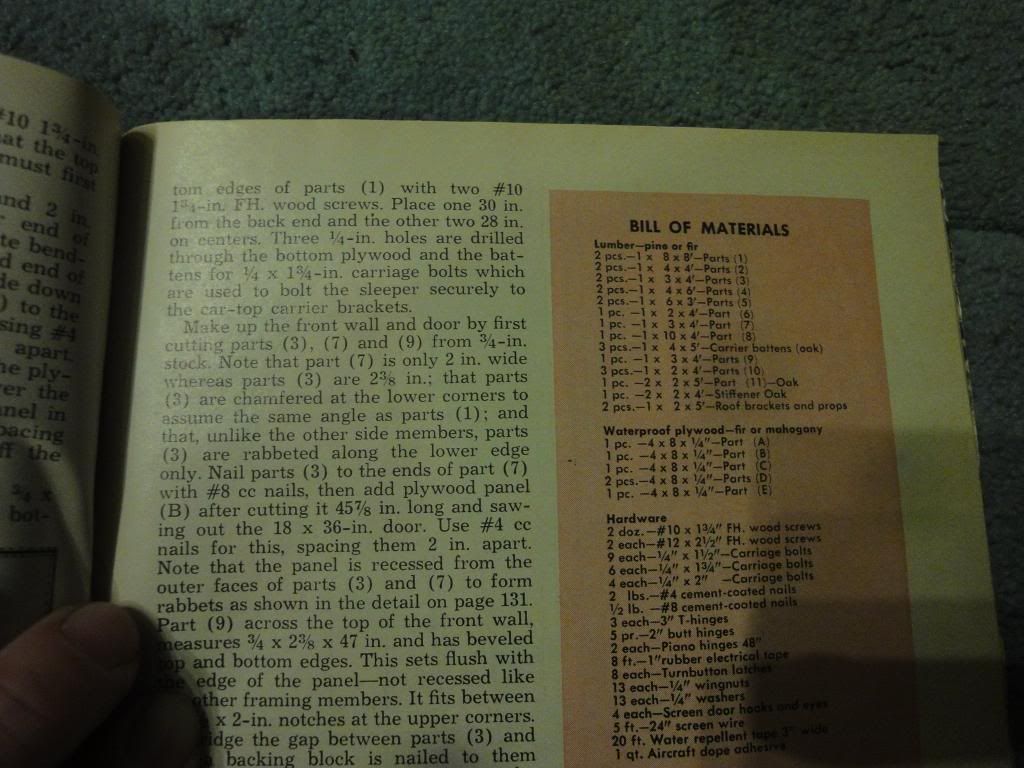 #10 1¾-in.
at the top
must first
nd 2 in.
end of
te bend-
d end of
de down
) to the
sing #4
apart.
ne ply-
er the
anel in
pacing
ff the
¾ x
bot-
tom edges of parts (1) with two #10
1¾-in. FH. wood screws. Place one 30 in.
from the back end and the other two 28 in.
on centers. Three ¼-in. holes are drilled
through the bottom plywood and the bat-
tens for ¼ x 1¾-in. carriage bolts which
are used to bolt the sleeper securely to
the car-top carrier brackets.
Make up the front wall and door by first
cutting parts (3), (7) and (9) from ¾-in.
stock. Note that part (7) is only 2 in. wide
whereas parts (3) are 2⅜ in.; that parts
(3) are chamfered at the lower corners to
assume the same angle as parts (1); and
that, unlike the other side members, parts
(3) are rabbeted along the lower edge
only. Nail parts (3) to the ends of part (7)
with #8 cc nails, then add plywood panel
(B) after cutting it 45⅞ in. long and saw-
ing out the 18 x 36-in. door. Use #4 cc
nails for this, spacing them 2 in. apart.
Note that the panel is recessed from the
outer faces of parts (3) and (7) to form
rabbets as shown in the detail on page 131.
Part (9) across the top of the front wall,
measures ¾ x 2⅜ x 47 in. and has beveled
top and bottom edges. This sets flush with
the edge of the panel—not recessed like
other framing members. It fits between
x 2-in. notches at the upper corners.
ridge the gap between parts (3) and
a backing block is nailed to them
BILL OF MATERIALS
Lumber—pine or fir
2 pcs.—1 x 8 x 8'—Parts (1)
2 pcs.—1 x 4 x 4'—Parts (2)
2 pcs.—1 x 3 x 4'—Parts (3)
2 pcs.—1 x 4 x 6'—Parts (4)
2 pcs.—1 x 6 x 3'—Parts (5)
1 pc. —1 x 2 x 4'—Part (6)
1 pc. —1 x 3 x 4'—Part (7)
1 pc. —1 x 10 x 4'—Part (8)
3 pcs.—1 x 4 x 5'—Carrier battens (oak)
1 pc. —1 x 3 x 4'—Parts (9)
3 pcs.—1 x 2 x 4'—Parts (10)
1 pc. —2 x 2 x 5'—Part (11)—Oak
1 pc. —2 x 2 x 4'—Stiffener Oak
2 pcs.—1 x 2 x 5'—Roof brackets and props
Waterproof plywood—fir or mahogany
1 pc. —4 x 8 x ¼"—Part (A)
1 pc. —4 x 8 x ¼"—Part (B)
1 pc. —4 x 8 x ¼"—Part (C)
2 pcs.—4 x 8 x ¼"—Parts (D)
1 pc. —4 x 8 x ¼"—Part (E)
Hardware
2 doz.—#10 x 1¾" FH. wood screws
2 each—#12 x 2½" FH. wood screws
9 each—¼" x 1½"—Carriage bolts
6 each—¼" x 1¾"—Carriage bolts
4 each—¼" x 2" —Carriage bolts
2 lbs.—#4 cement-coated nails
½ lb. —#8 cement-coated nails
3 each—3" T-hinges
5 pr.—2" butt hinges
2 each—Piano hinges 48"
8 ft.—1" rubber electrical tape
8 each—Turnbutton latches
13 each—¼" wingnuts
13 each—¼" washers
4 each—Screen door hooks and eyes
5 ft.—24" screen wire
20 ft. Water repellent tape 3" wide
1 qt. Aircraft dope adhesive